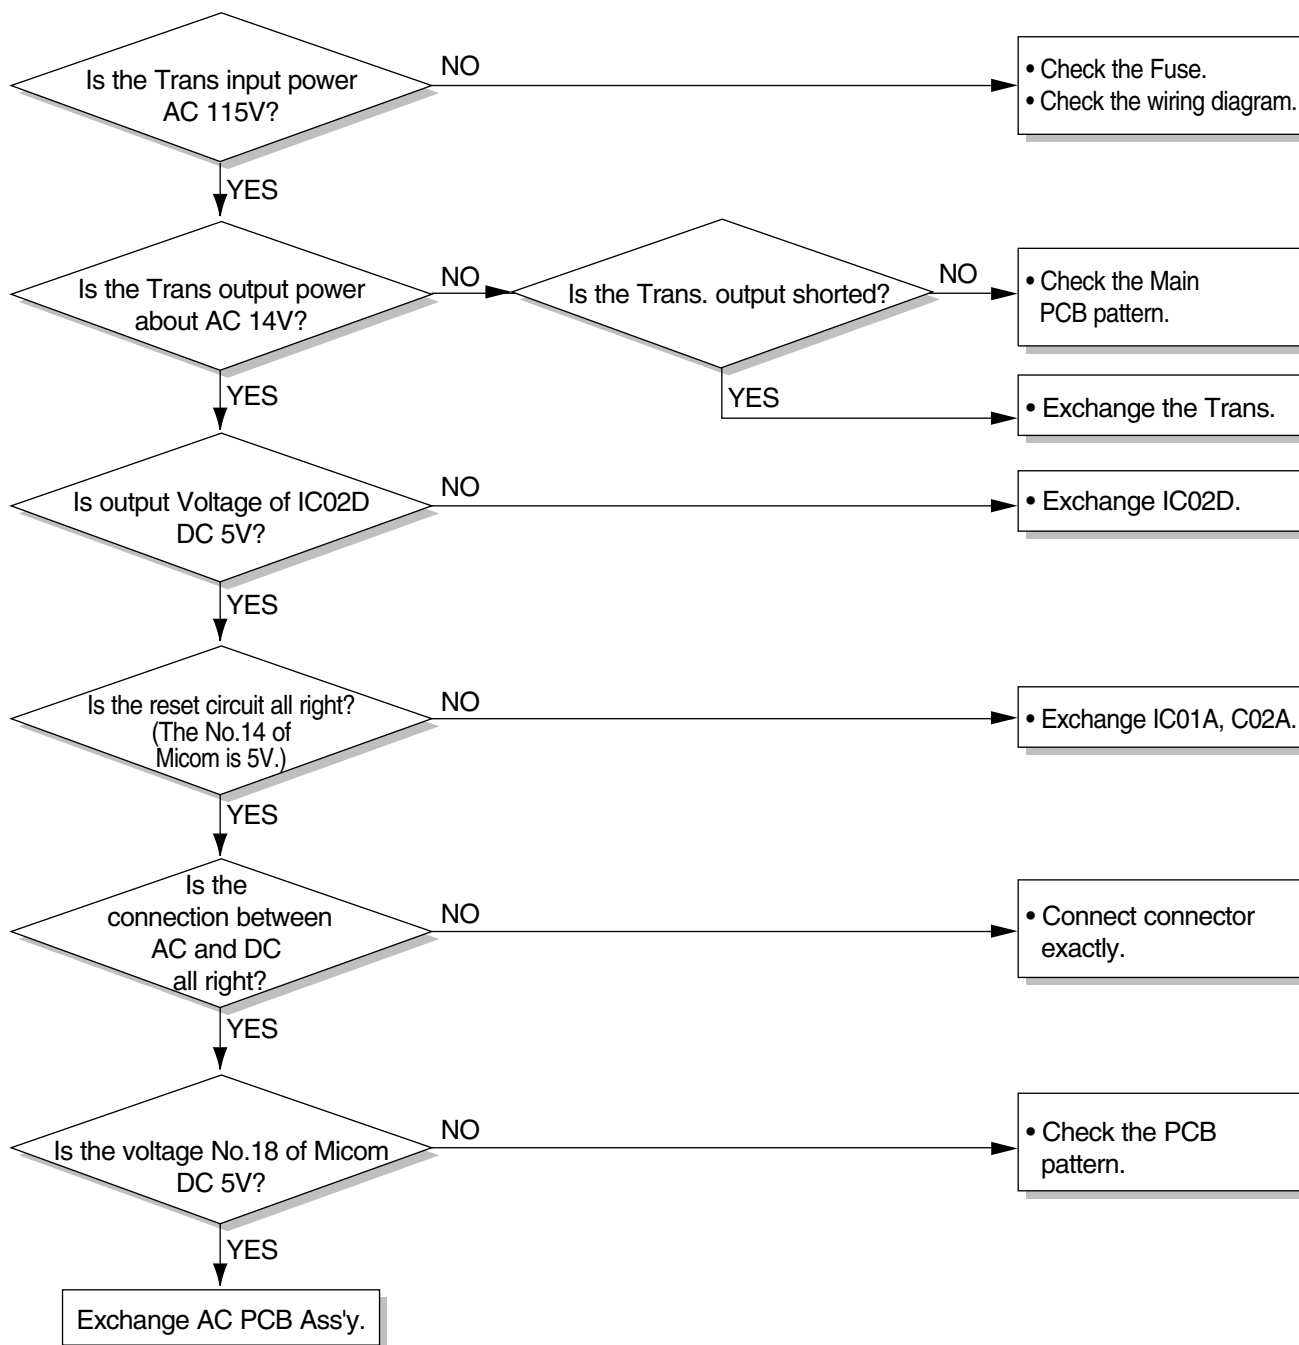 Is the Trans input power
AC 115V?
NO
• Check the Fuse.
• Check the wiring diagram.
YES
Is the Trans output power
about AC 14V?
NO
Is the Trans. output shorted?
NO
• Check the Main
PCB pattern.
YES
YES
• Exchange the Trans.
Is output Voltage of IC02D
DC 5V?
NO
• Exchange IC02D.
YES
Is the reset circuit all right?
(The No.14 of
Micom is 5V.)
NO
• Exchange IC01A, C02A.
YES
Is the
connection between
AC and DC
all right?
NO
• Connect connector
exactly.
YES
Is the voltage No.18 of Micom
DC 5V?
NO
• Check the PCB
pattern.
YES
Exchange AC PCB Ass'y.